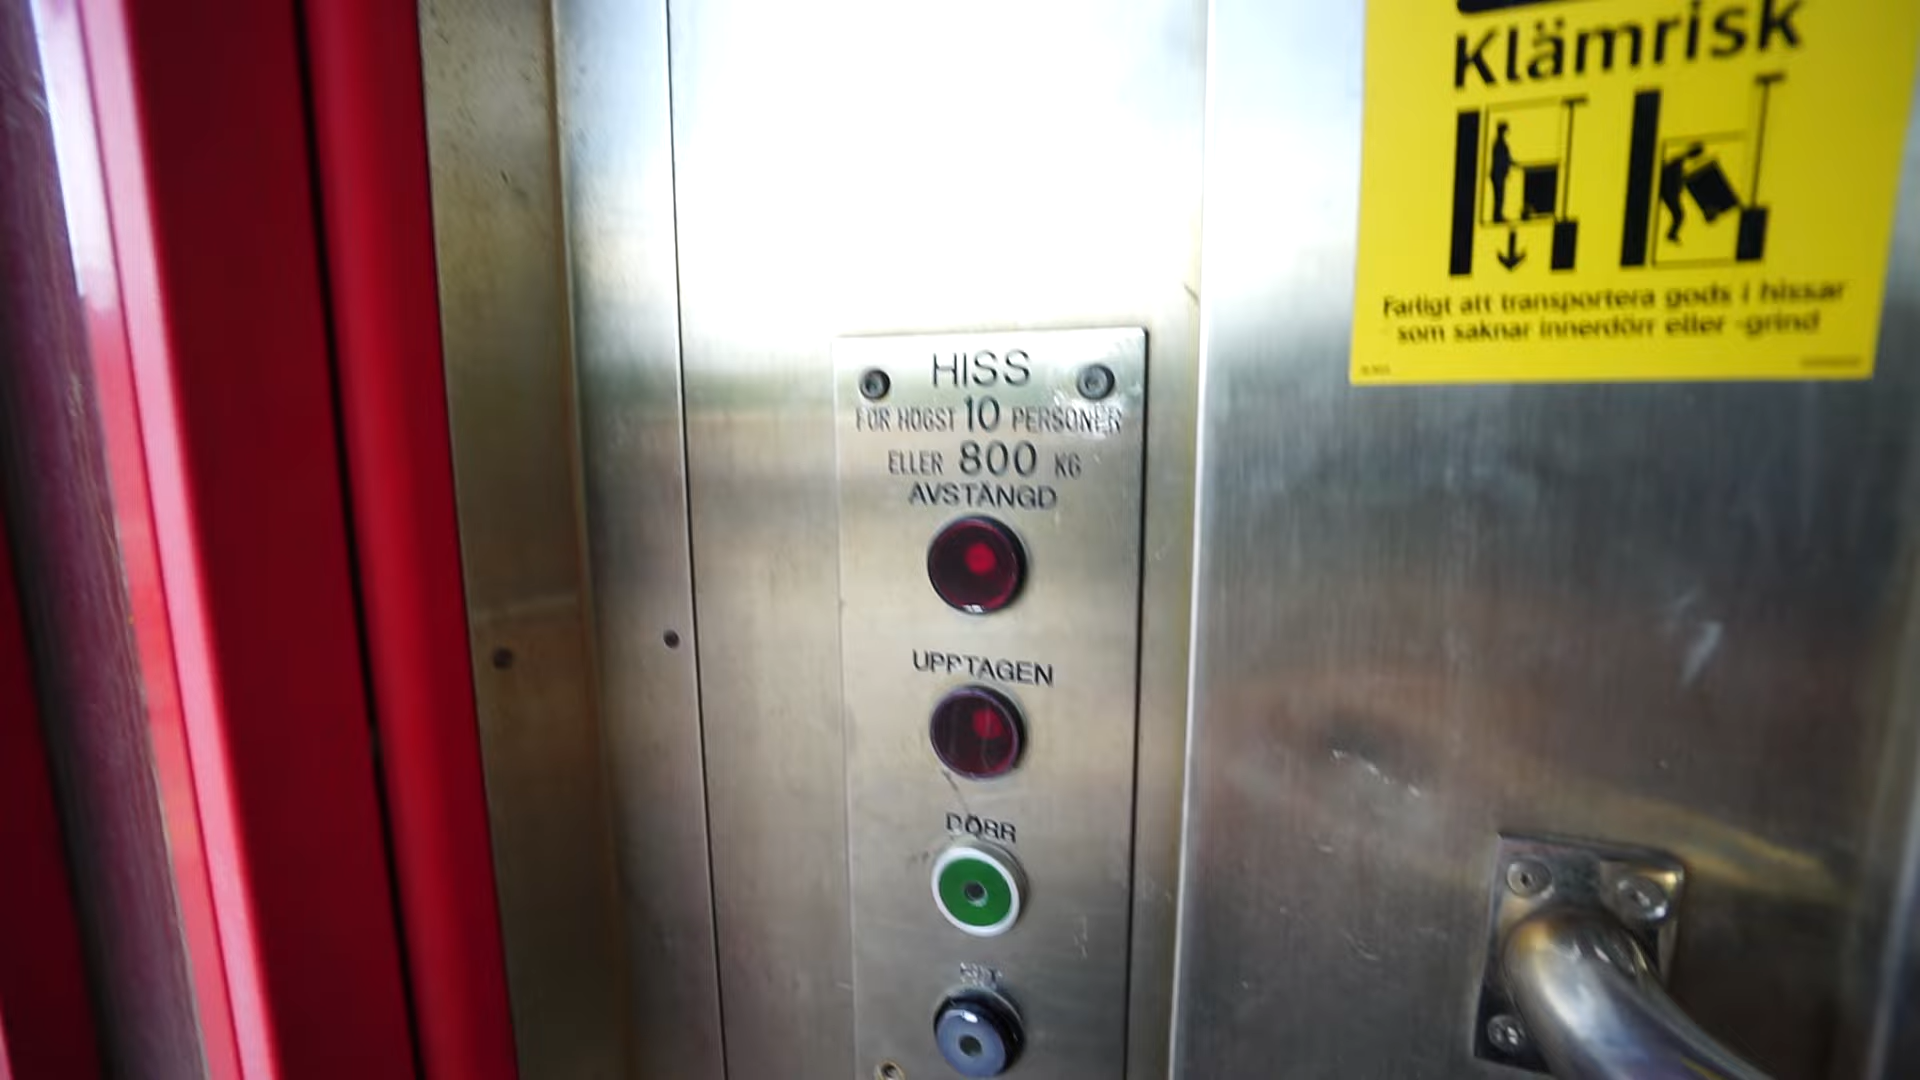 Klämrisk
Farligt att transportera gods i hissar
som saknar innerdörr eller -grind
HISS
FÖR HÖGST 10 PERSONER
ELLER 800 KG
AVSTÄNGD
UPPTAGEN
DÖRR